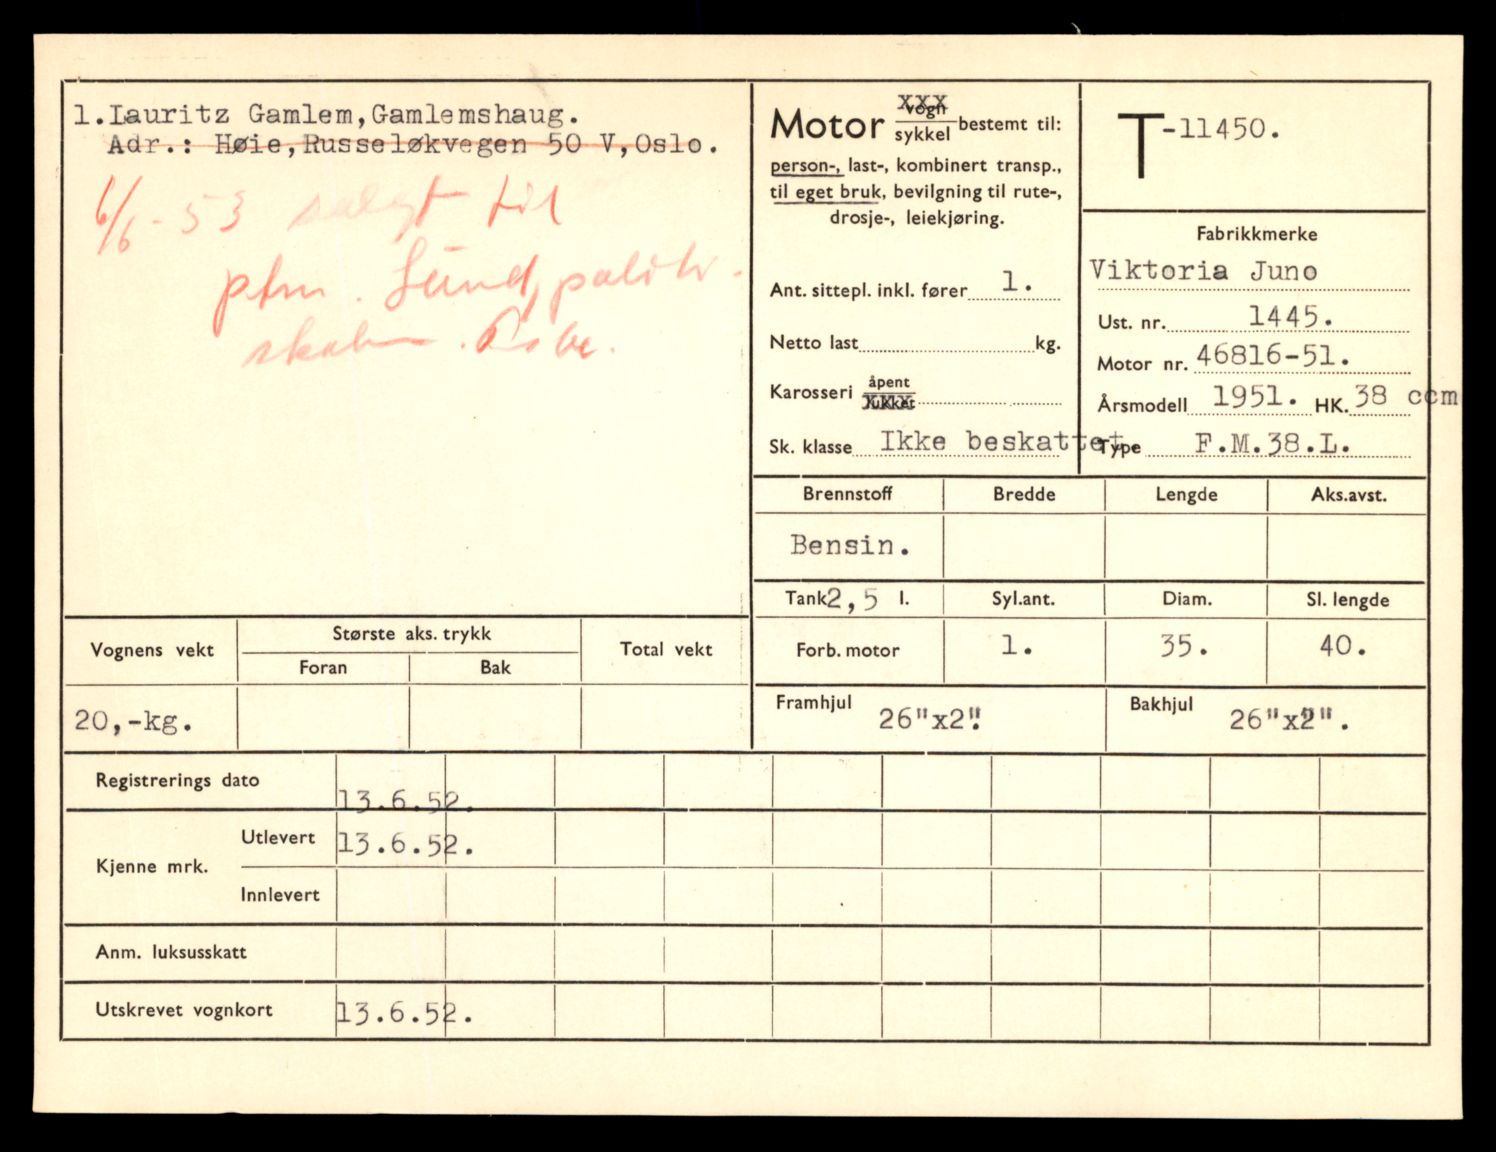 1.Lauritz Gamlem,Gamlemshaug.
Adr.: Høie,Russeløkvegen 50 V,Oslo.
6/6-53 solgt til
ptm. Lund, politi-
skolen. Oslo.
Motor vogn
sykkel bestemt til:
person-, last-, kombinert transp.,
til eget bruk, bevilgning til rute-,
drosje-, leiekjøring.
Ant. sittepl. inkl. fører 1.
Netto last kg.
Karosseri åpent
lukket
Sk. klasse Ikke beskattet.
T-11450.
Fabrikkmerke
Viktoria Juno
Ust. nr. 1445.
Motor nr. 46816-51.
Årsmodell 1951. HK. 38 ccm
Type F.M.38.L.
Brennstoff Bredde Lengde Aks.avst.
Bensin.
Tank 2,5 l. Syl.ant. Diam. Sl. lengde
Forb. motor 1. 35. 40.
Framhjul 26"x2". Bakhjul 26"x2".
Vognens vekt Største aks. trykk Total vekt
Foran Bak
20,-kg.
Registrerings dato 13.6.52.
Kjenne mrk. Utlevert 13.6.52.
Innlevert
Anm. luksusskatt
Utskrevet vognkort 13.6.52.